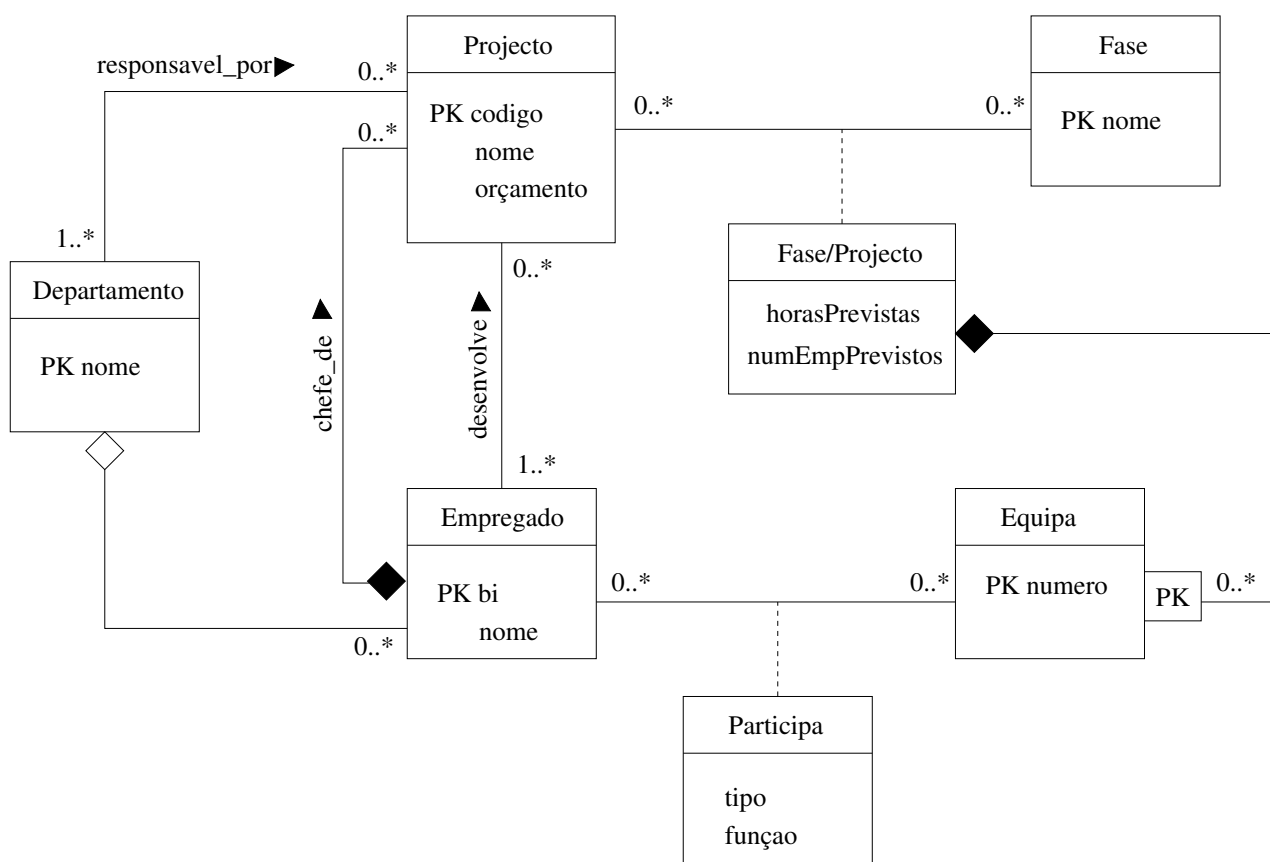 Projecto
Fase
responsavel_por
0..*
0..*
0..*
0..*
PK codigo
nome
orçamento
PK nome
1..*
0..*
Departamento
PK nome
Fase/Projecto
horasPrevistas
numEmpPrevistos
chefe_de
desenvolve
1..*
Empregado
PK bi
nome
0..*
0..*
0..*
Equipa
PK numero
PK
0..*
Participa
tipo
funçao